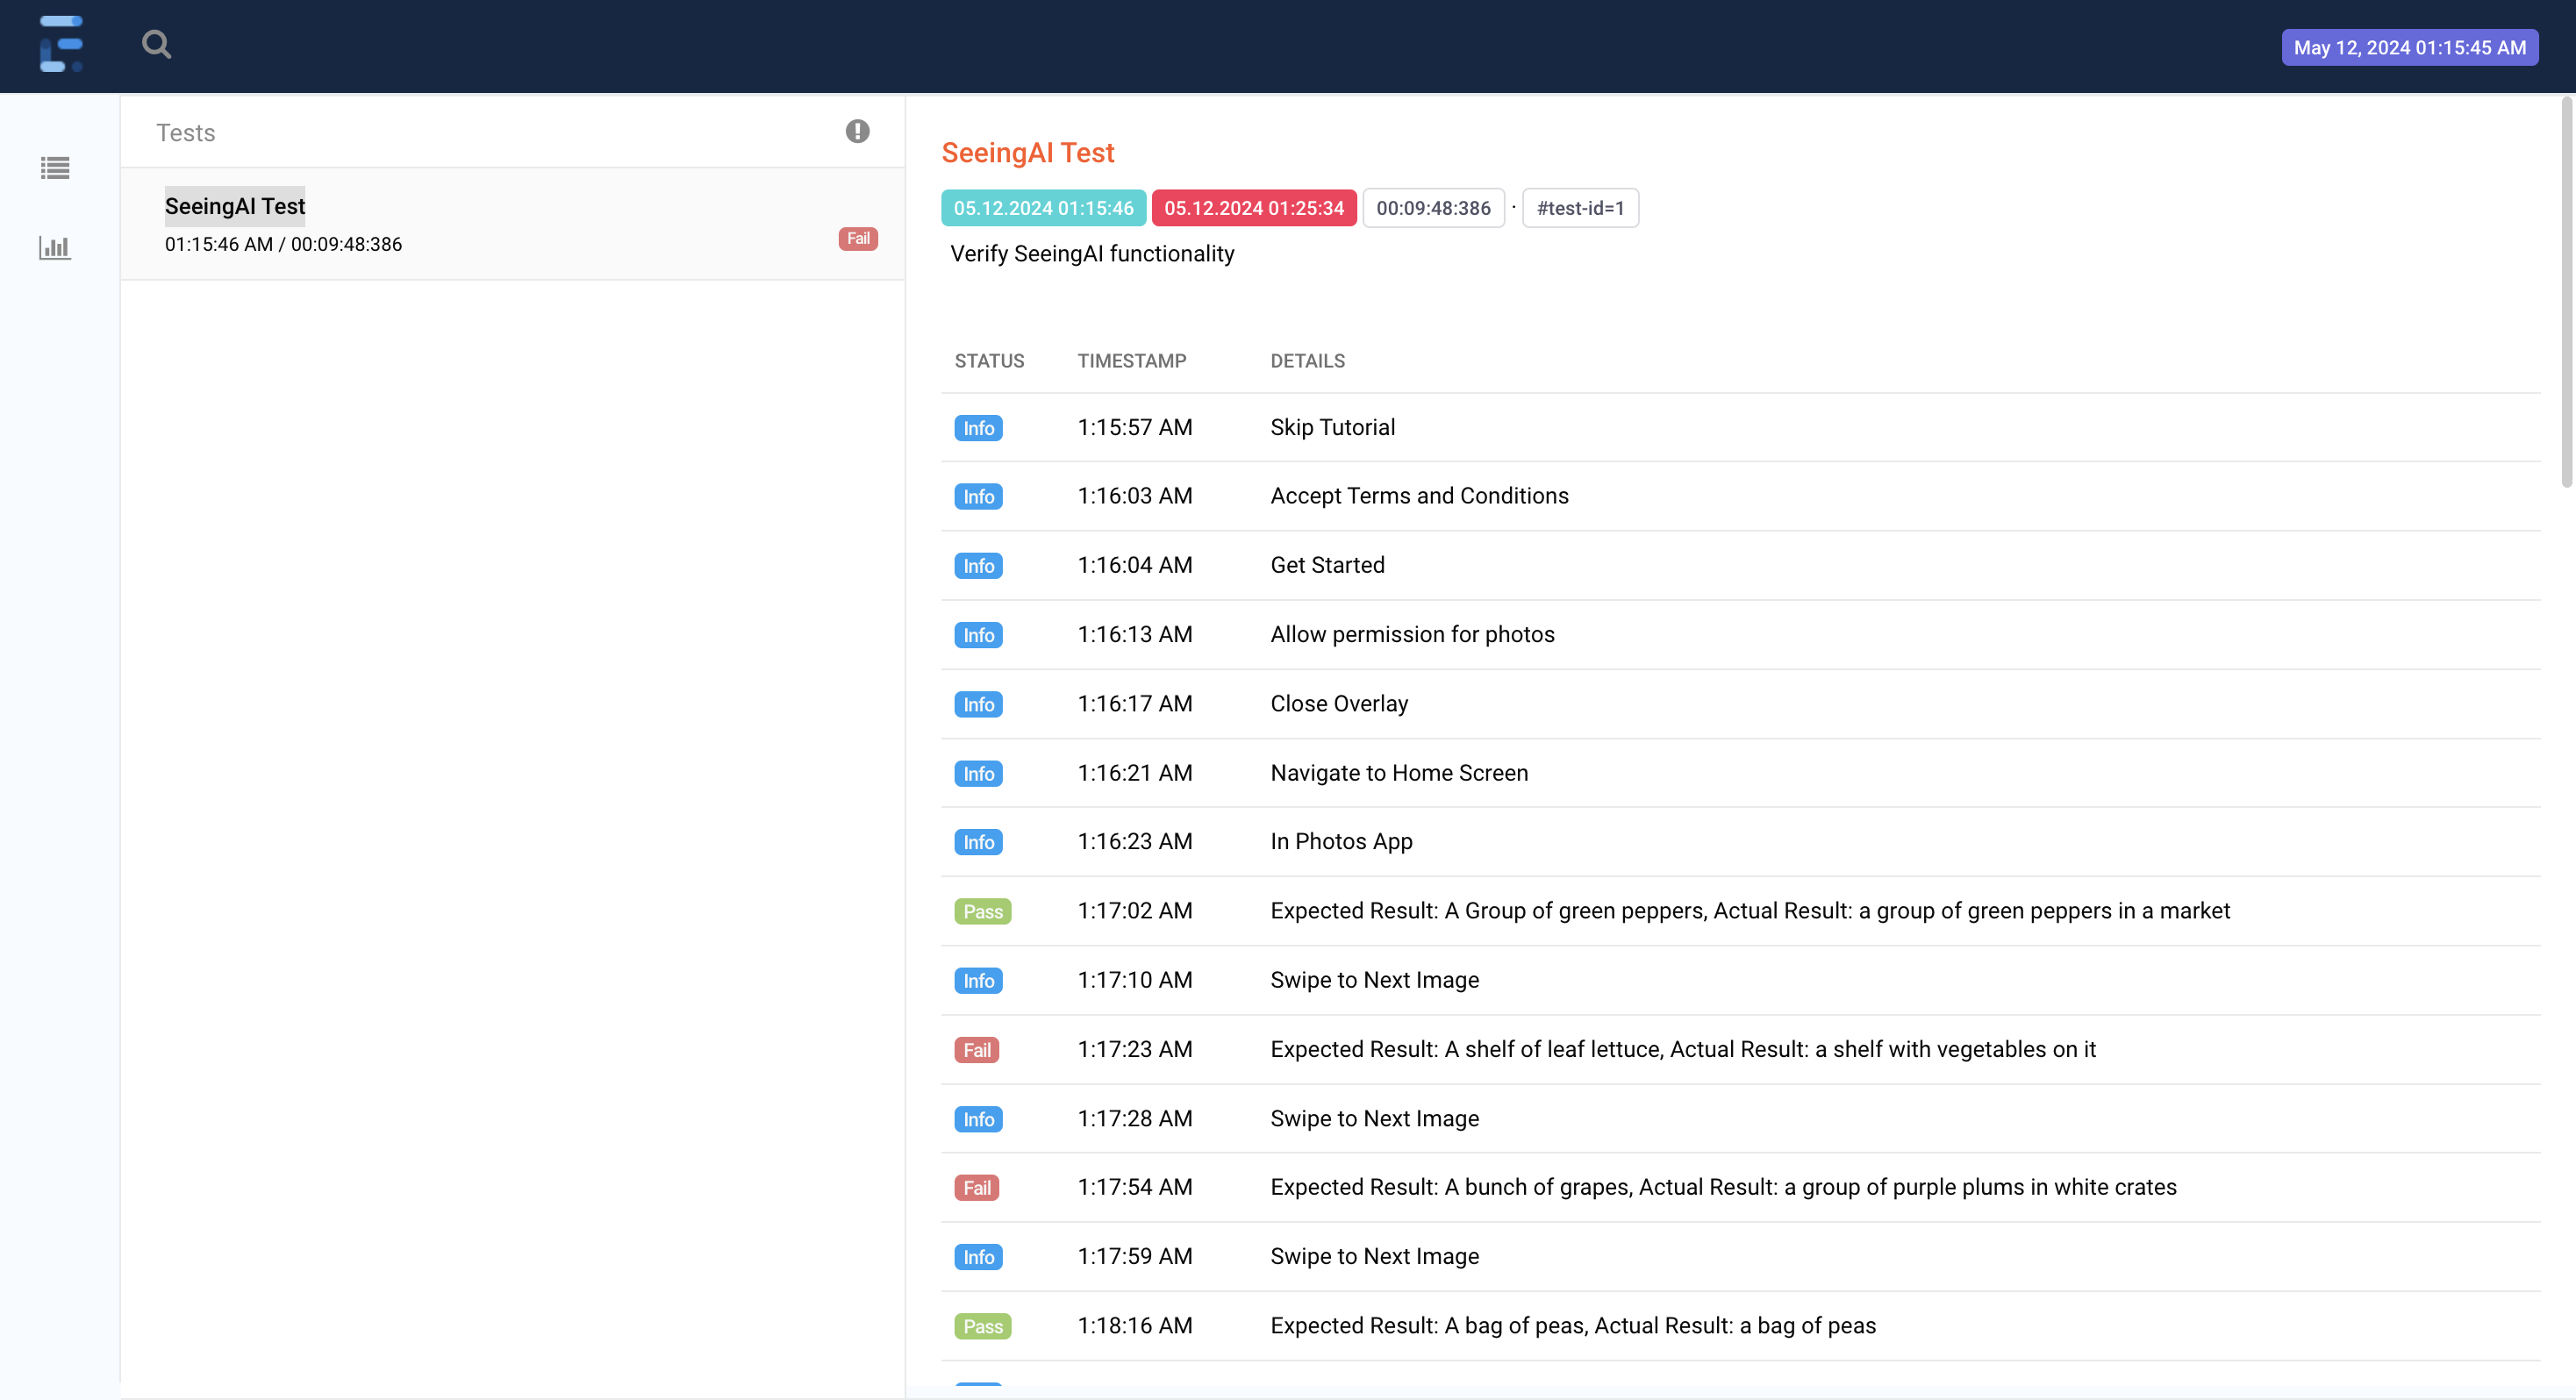 May 12, 2024 01:15:45 AM
Tests
SeeingAI Test
01:15:46 AM / 00:09:48:386
Fail
SeeingAI Test
05.12.2024 01:15:46 05.12.2024 01:25:34 00:09:48:386 · #test-id=1
Verify SeeingAI functionality
STATUS TIMESTAMP DETAILS
Info 1:15:57 AM Skip Tutorial
Info 1:16:03 AM Accept Terms and Conditions
Info 1:16:04 AM Get Started
Info 1:16:13 AM Allow permission for photos
Info 1:16:17 AM Close Overlay
Info 1:16:21 AM Navigate to Home Screen
Info 1:16:23 AM In Photos App
Pass 1:17:02 AM Expected Result: A Group of green peppers, Actual Result: a group of green peppers in a market
Info 1:17:10 AM Swipe to Next Image
Fail 1:17:23 AM Expected Result: A shelf of leaf lettuce, Actual Result: a shelf with vegetables on it
Info 1:17:28 AM Swipe to Next Image
Fail 1:17:54 AM Expected Result: A bunch of grapes, Actual Result: a group of purple plums in white crates
Info 1:17:59 AM Swipe to Next Image
Pass 1:18:16 AM Expected Result: A bag of peas, Actual Result: a bag of peas